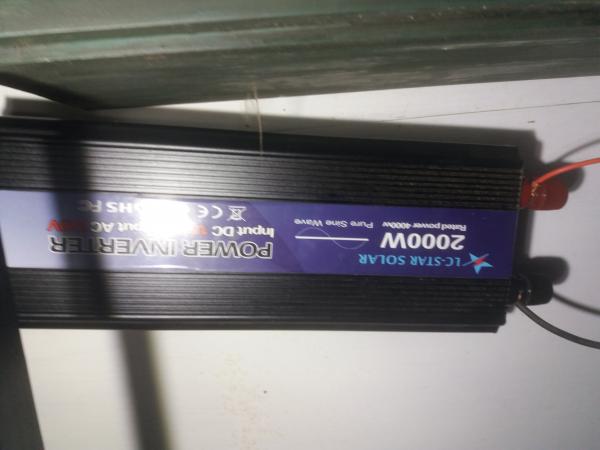 LC-STAR SOLAR
2000W
Rated power 4000w
Pure Sine Wave
POWER INVERTER
Input DC
AC
CE
FC